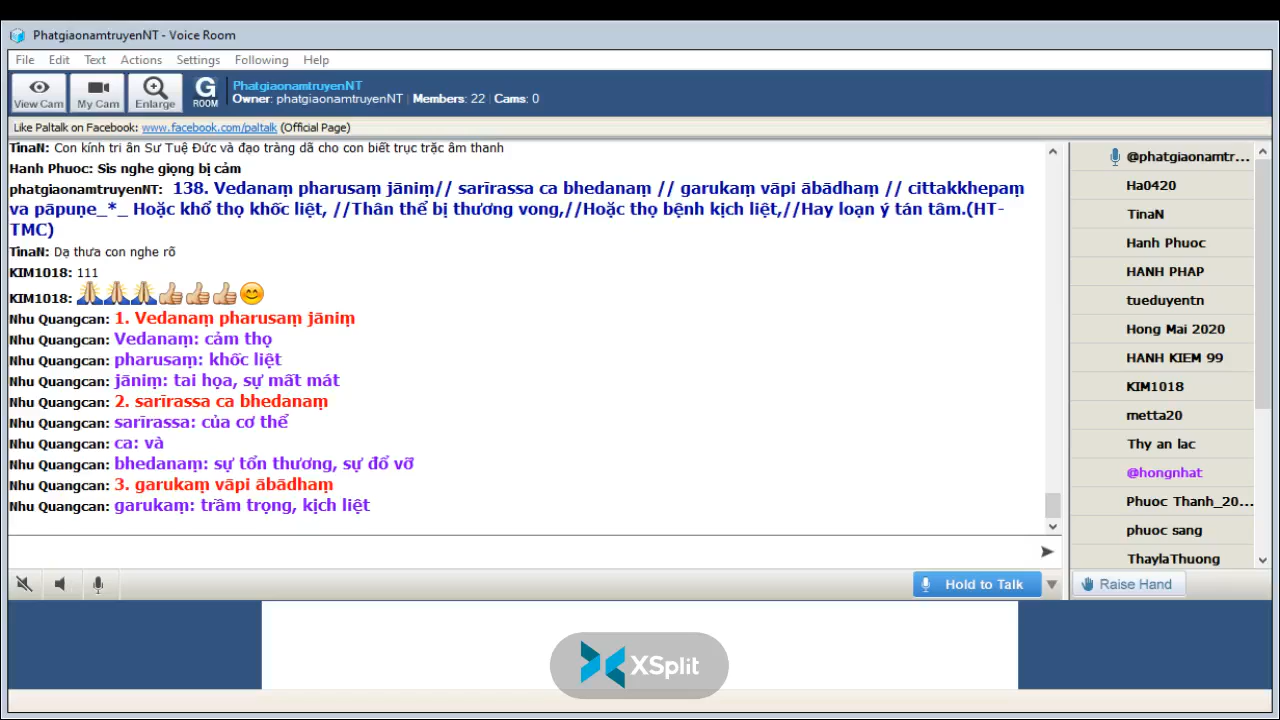 PhatgiaonamtruyenNT - Voice Room
File Edit Text Actions Settings Following Help
View Cam My Cam Enlarge G ROOM
PhatgiaonamtruyenNT
Owner: phatgiaonamtruyenNT | Members: 22 | Cams: 0
Like Paltalk on Facebook: www.facebook.com/paltalk (Official Page)
TinaN: Con kính tri ân Sư Tuệ Đức và đạo tràng dã cho con biết trục trặc âm thanh
Hanh Phuoc: Sis nghe giọng bị cảm
phatgiaonamtruyenNT: 138. Vedanaṃ pharusaṃ jāniṃ// sarīrassa ca bhedanaṃ // garukaṃ vāpi ābādhaṃ // cittakkhepaṃ
va pāpuṇe_*_ Hoặc khổ thọ khốc liệt, //Thân thể bị thương vong,//Hoặc thọ bệnh kịch liệt,//Hay loạn ý tán tâm.(HT-
TMC)
TinaN: Dạ thưa con nghe rõ
KIM1018: 111
KIM1018: 🙏🙏🙏👍👍👍😊
Nhu Quangcan: 1. Vedanaṃ pharusaṃ jāniṃ
Nhu Quangcan: Vedanaṃ: cảm thọ
Nhu Quangcan: pharusaṃ: khốc liệt
Nhu Quangcan: jāniṃ: tai họa, sự mất mát
Nhu Quangcan: 2. sarīrassa ca bhedanaṃ
Nhu Quangcan: sarīrassa: của cơ thể
Nhu Quangcan: ca: và
Nhu Quangcan: bhedanaṃ: sự tổn thương, sự đổ vỡ
Nhu Quangcan: 3. garukaṃ vāpi ābādhaṃ
Nhu Quangcan: garukaṃ: trầm trọng, kịch liệt
@phatgiaonamtr...
Ha0420
TinaN
Hanh Phuoc
HANH PHAP
tueduyentn
Hong Mai 2020
HANH KIEM 99
KIM1018
metta20
Thy an lac
@hongnhat
Phuoc Thanh_20...
phuoc sang
ThaylaThuong
Hold to Talk
Raise Hand
XSplit